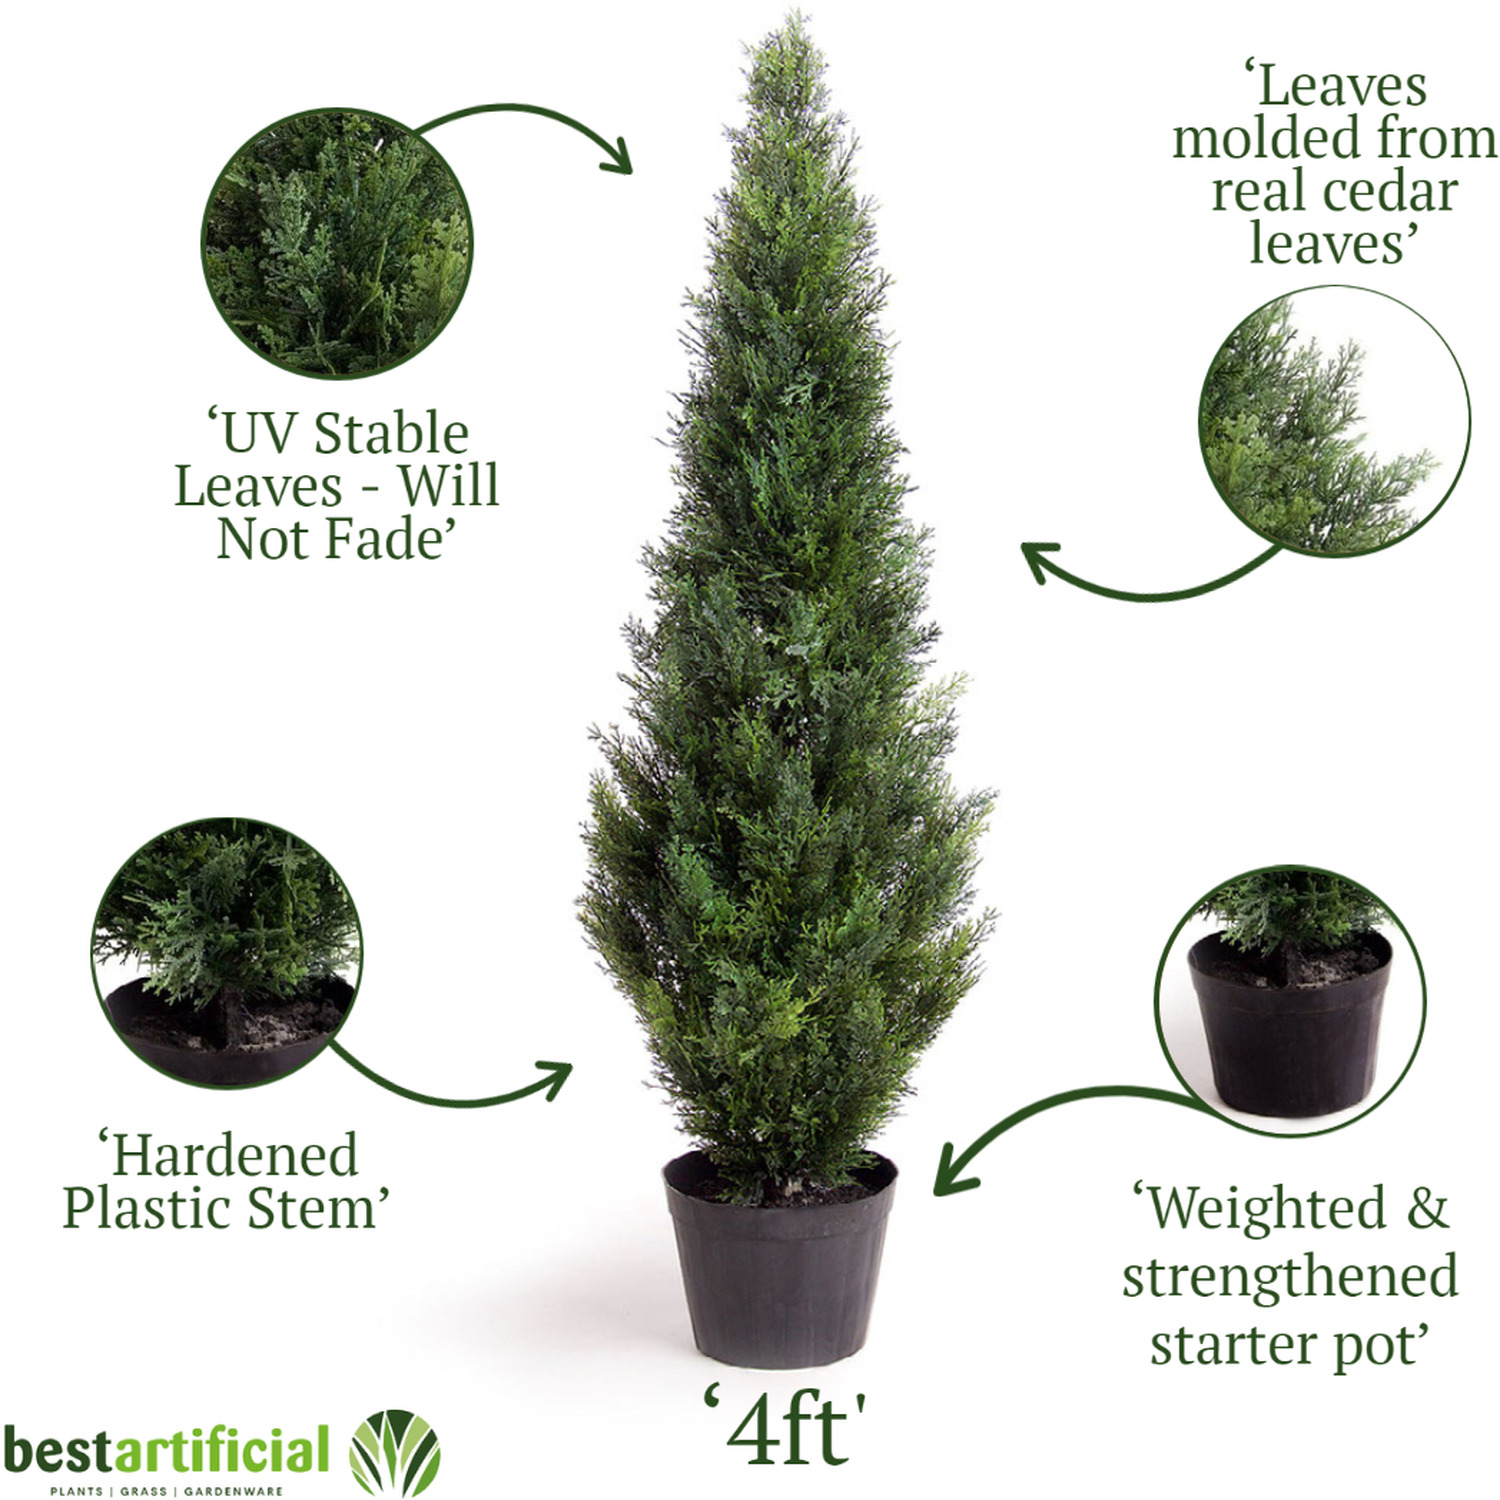 ‘Leaves
molded from
real cedar
leaves’
‘UV Stable
Leaves - Will
Not Fade’
‘Hardened
Plastic Stem’
‘Weighted &
strengthened
starter pot’
‘4ft'
bestartificial
PLANTS | GRASS | GARDENWARE